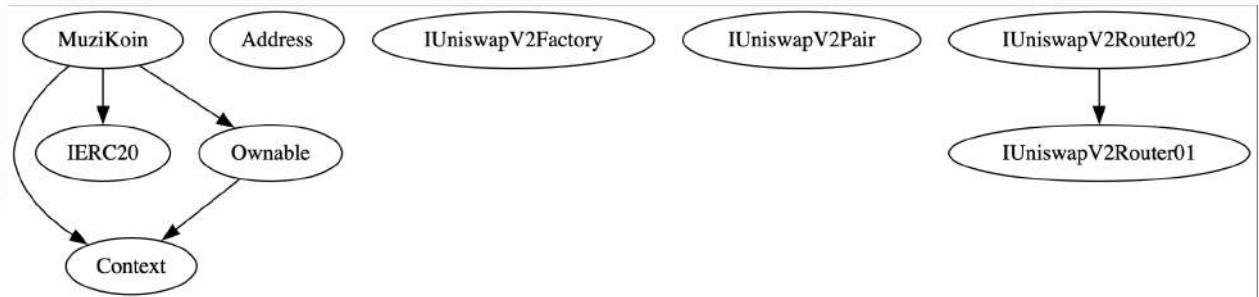 MuziKoin
Address
IUniswapV2Factory
IUniswapV2Pair
IUniswapV2Router02
IERC20
Ownable
IUniswapV2Router01
Context